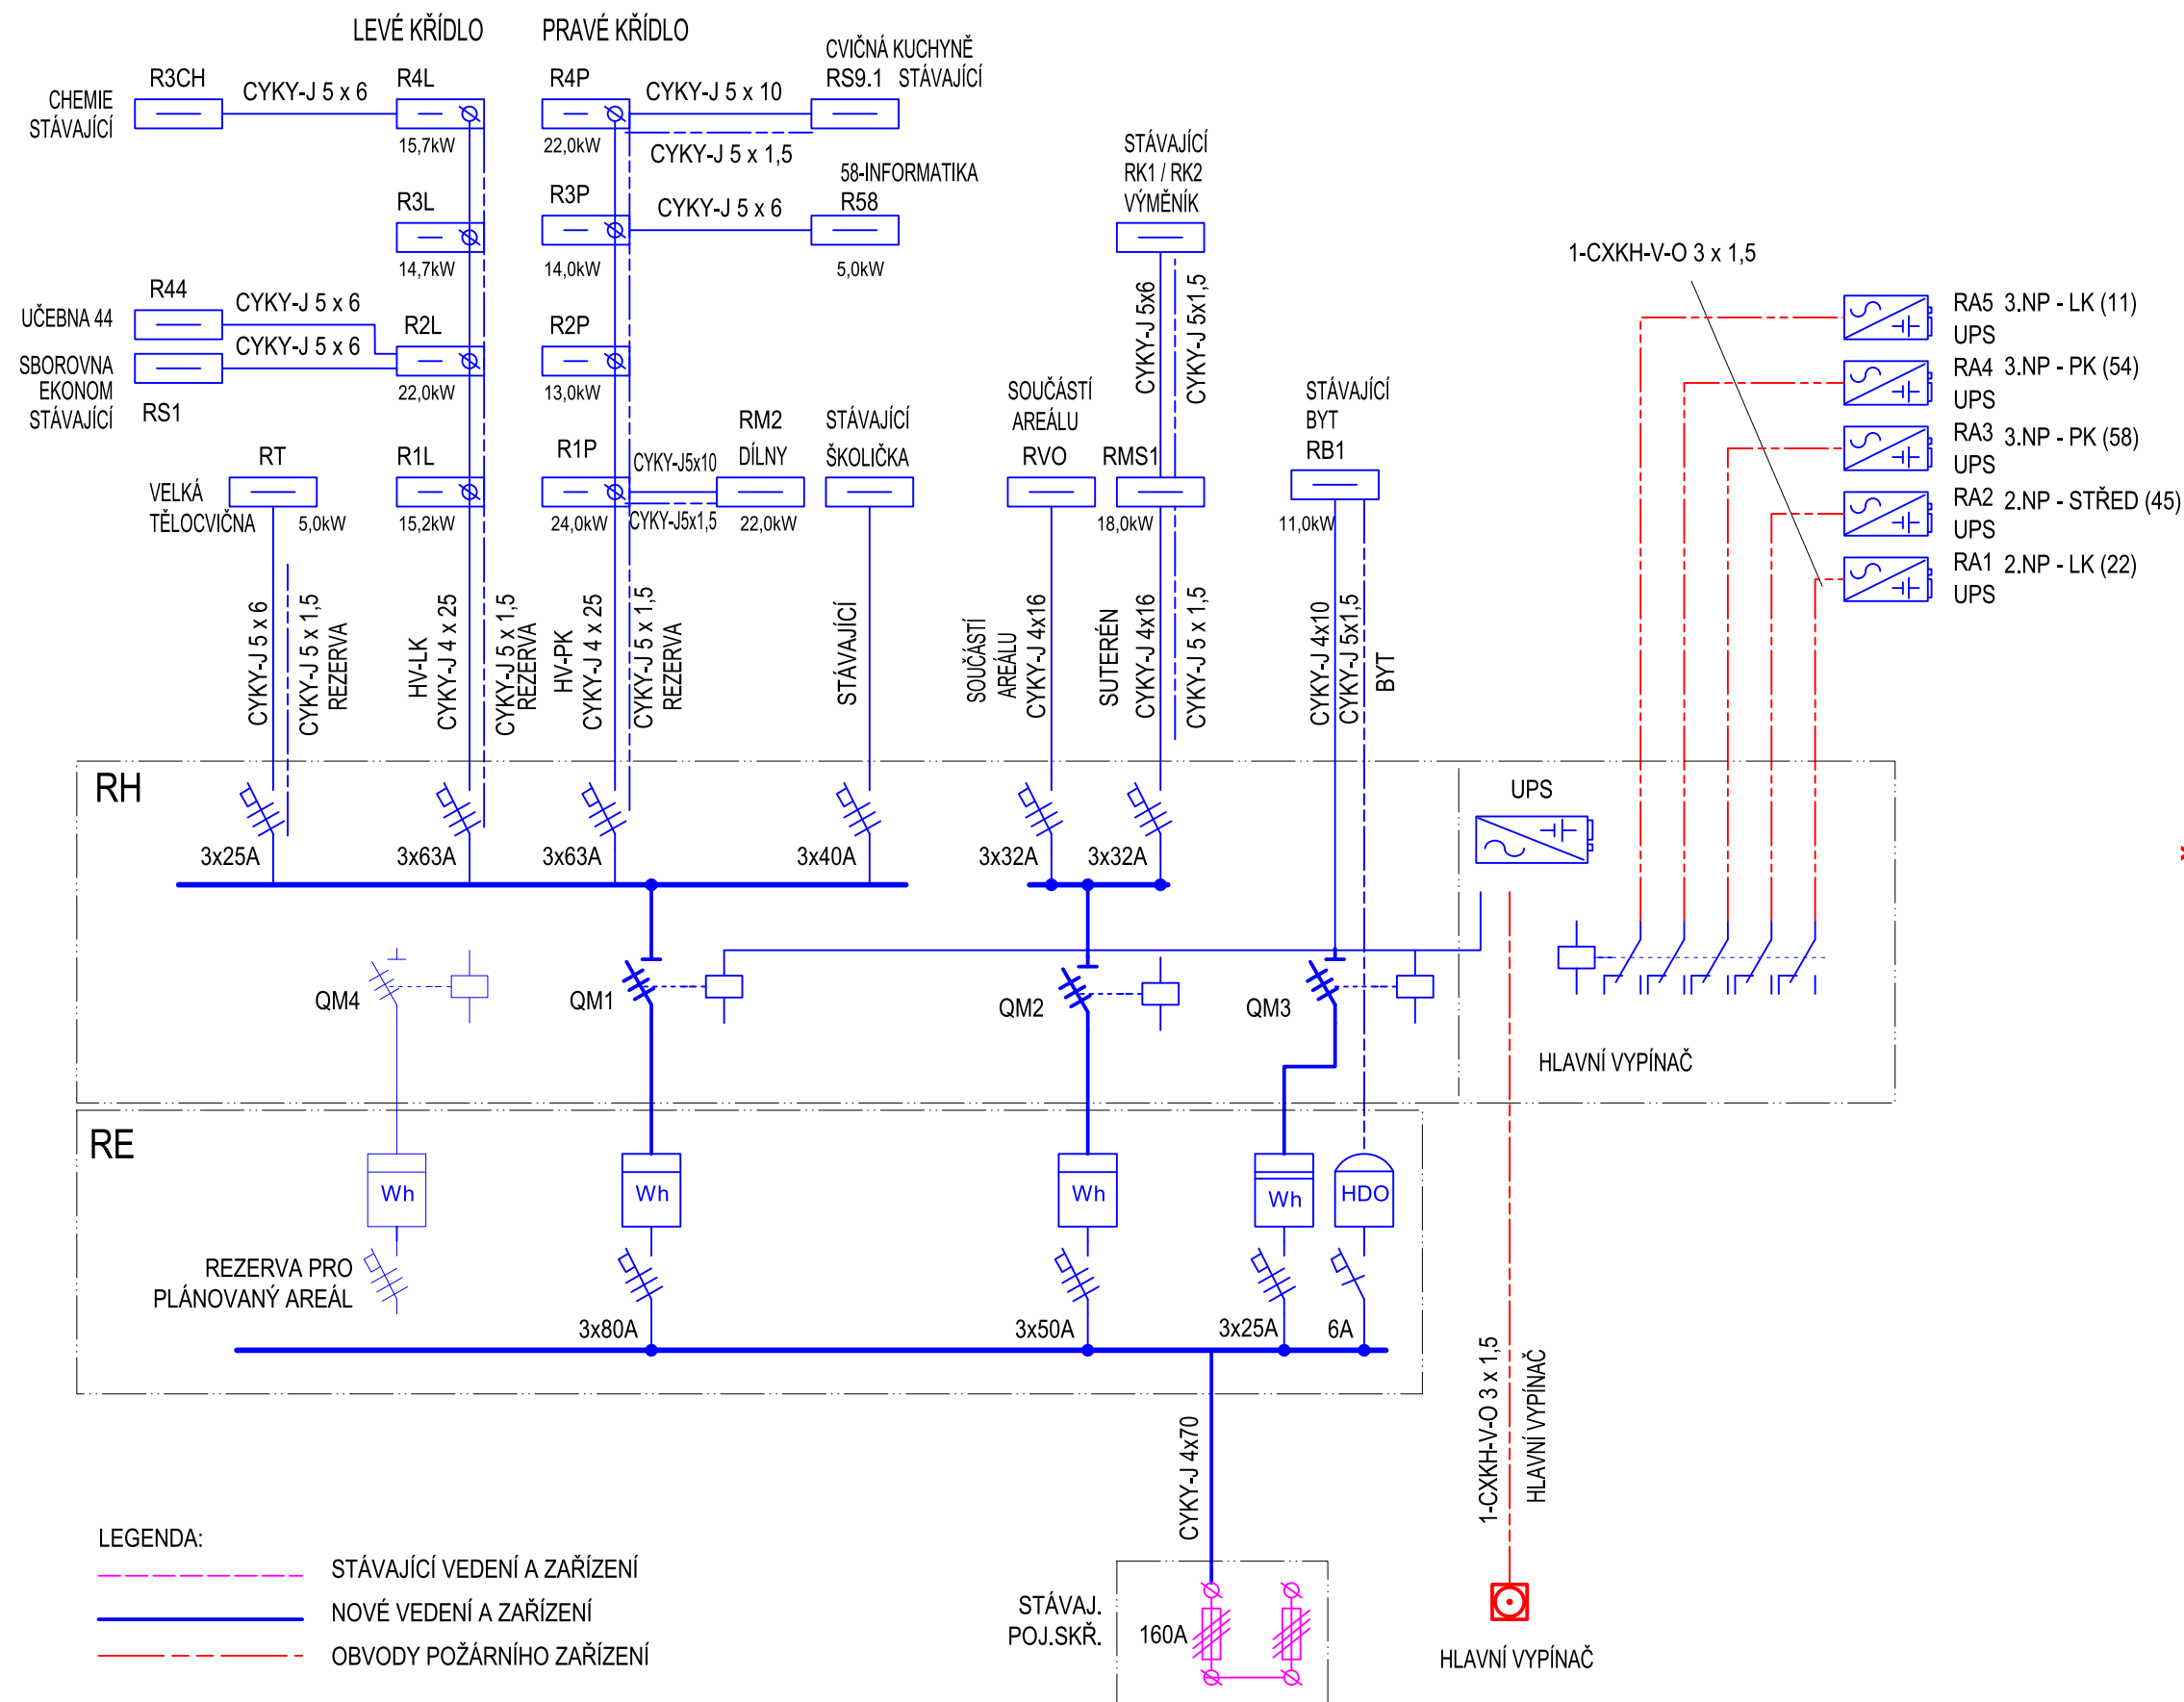 LEVÉ KŘÍDLO
PRAVÉ KŘÍDLO
CVIČNÁ KUCHYNĚ
RS9.1 STÁVAJÍCÍ
R3CH
CHEMIE
STÁVAJÍCÍ
CYKY-J 5 x 6
R4L
15,7kW
R4P
22,0kW
CYKY-J 5 x 10
CYKY-J 5 x 1,5
R3L
14,7kW
R3P
14,0kW
CYKY-J 5 x 6
58-INFORMATIKA
R58
5,0kW
STÁVAJÍCÍ
RK1 / RK2
VÝMĚNÍK
CYKY-J 5x6
CYKY-J 5x1,5
1-CXKH-V-O 3 x 1,5
RA5 3.NP - LK (11)
UPS
RA4 3.NP - PK (54)
UPS
RA3 3.NP - PK (58)
UPS
RA2 2.NP - STŘED (45)
UPS
RA1 2.NP - LK (22)
UPS
R44
UČEBNA 44
CYKY-J 5 x 6
SBOROVNA
EKONOM
STÁVAJÍCÍ
CYKY-J 5 x 6
RS1
R2L
22,0kW
R2P
13,0kW
RT
VELKÁ
TĚLOCVIČNA
5,0kW
R1L
15,2kW
R1P
24,0kW
CYKY-J5x10
CYKY-J5x1,5
RM2
DÍLNY
22,0kW
STÁVAJÍCÍ
ŠKOLIČKA
SOUČÁSTÍ
AREÁLU
RVO
RMS1
18,0kW
STÁVAJÍCÍ
BYT
RB1
11,0kW
CYKY-J 5 x 6
CYKY-J 5 x 1,5
REZERVA
HV-LK
CYKY-J 4 x 25
CYKY-J 5 x 1,5
REZERVA
HV-PK
CYKY-J 4 x 25
CYKY-J 5 x 1,5
REZERVA
STÁVAJÍCÍ
SOUČÁSTÍ
AREÁLU
CYKY-J 4x16
SUTERÉN
CYKY-J 4x16
CYKY-J 5 x 1,5
CYKY-J 4x10
CYKY-J 5x1,5
BYT
RH
3x25A
3x63A
3x63A
3x40A
3x32A
3x32A
UPS
QM4
QM1
QM2
QM3
HLAVNÍ VYPÍNAČ
RE
Wh
Wh
Wh
Wh
HDO
REZERVA PRO
PLÁNOVANÝ AREÁL
3x80A
3x50A
3x25A
6A
CYKY-J 4x70
1-CXKH-V-O 3 x 1,5
HLAVNÍ VYPÍNAČ
LEGENDA:
STÁVAJÍCÍ VEDENÍ A ZAŘÍZENÍ
NOVÉ VEDENÍ A ZAŘÍZENÍ
OBVODY POŽÁRNÍHO ZAŘÍZENÍ
STÁVAJ.
POJ.SKŘ.
160A
HLAVNÍ VYPÍNAČ